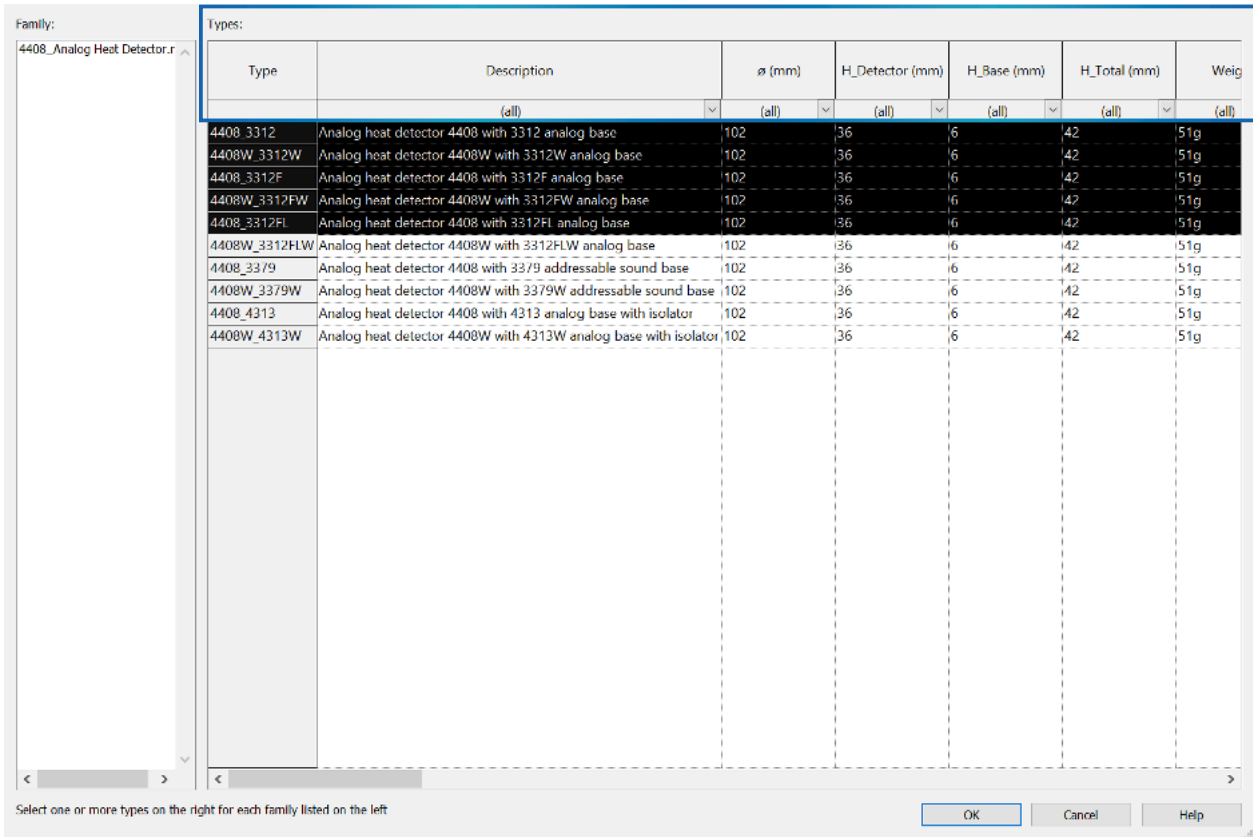 Family:
Types:
4408_Analog Heat Detector.r
Type Description ø (mm) H_Detector (mm) H_Base (mm) H_Total (mm) Weig
(all) (all) (all) (all) (all) (all)
4408_3312 Analog heat detector 4408 with 3312 analog base 102 36 6 42 51g
4408W_3312W Analog heat detector 4408W with 3312W analog base 102 36 6 42 51g
4408_3312F Analog heat detector 4408 with 3312F analog base 102 36 6 42 51g
4408W_3312FW Analog heat detector 4408W with 3312FW analog base 102 36 6 42 51g
4408_3312FL Analog heat detector 4408 with 3312FL analog base 102 36 6 42 51g
4408W_3312FLW Analog heat detector 4408W with 3312FLW analog base 102 36 6 42 51g
4408_3379 Analog heat detector 4408 with 3379 addressable sound base 102 36 6 42 51g
4408W_3379W Analog heat detector 4408W with 3379W addressable sound base 102 36 6 42 51g
4408_4313 Analog heat detector 4408 with 4313 analog base with isolator 102 36 6 42 51g
4408W_4313W Analog heat detector 4408W with 4313W analog base with isolator 102 36 6 42 51g
Select one or more types on the right for each family listed on the left
OK Cancel Help